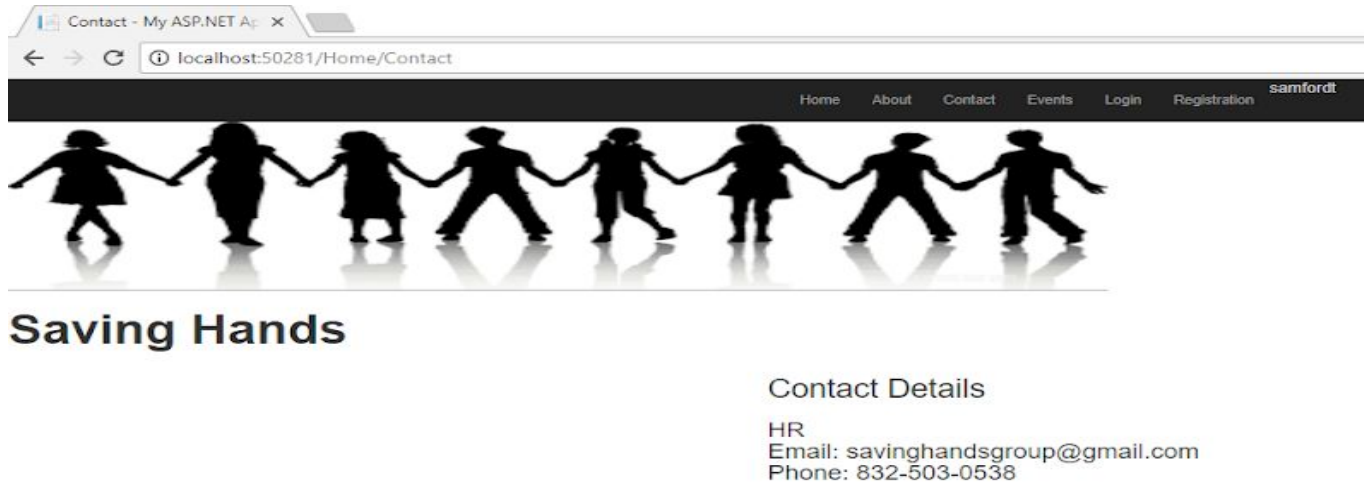 Contact - My ASP.NET Ap
localhost:50281/Home/Contact
Home About Contact Events Login Registration samfordt
Saving Hands
Contact Details
HR
Email: savinghandsgroup@gmail.com
Phone: 832-503-0538